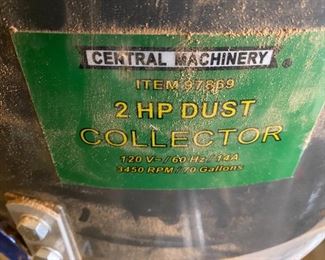 CENTRAL MACHINERY ®
ITEM 97869
2 HP DUST
COLLECTOR
120 V~/60 Hz/14A
3450 RPM/70 Gallons